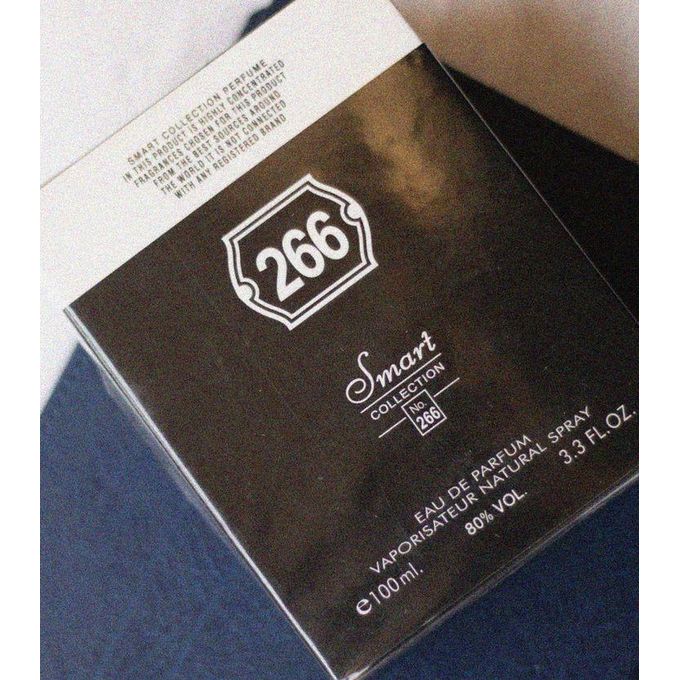 SMART COLLECTION PERFUME
IN THIS PRODUCT IS HIGHLY CONCENTRATED
FRAGRANCES CHOSEN FOR THIS PRODUCT
FROM THE BEST SOURCES AROUND
THE WORLD IT IS NOT CONNECTED
WITH ANY REGISTERED BRAND
266
Smart
COLLECTION
No.
266
EAU DE PARFUM
VAPORISATEUR NATURAL SPRAY
80% VOL.
e100ml.
3.3 FL.OZ.